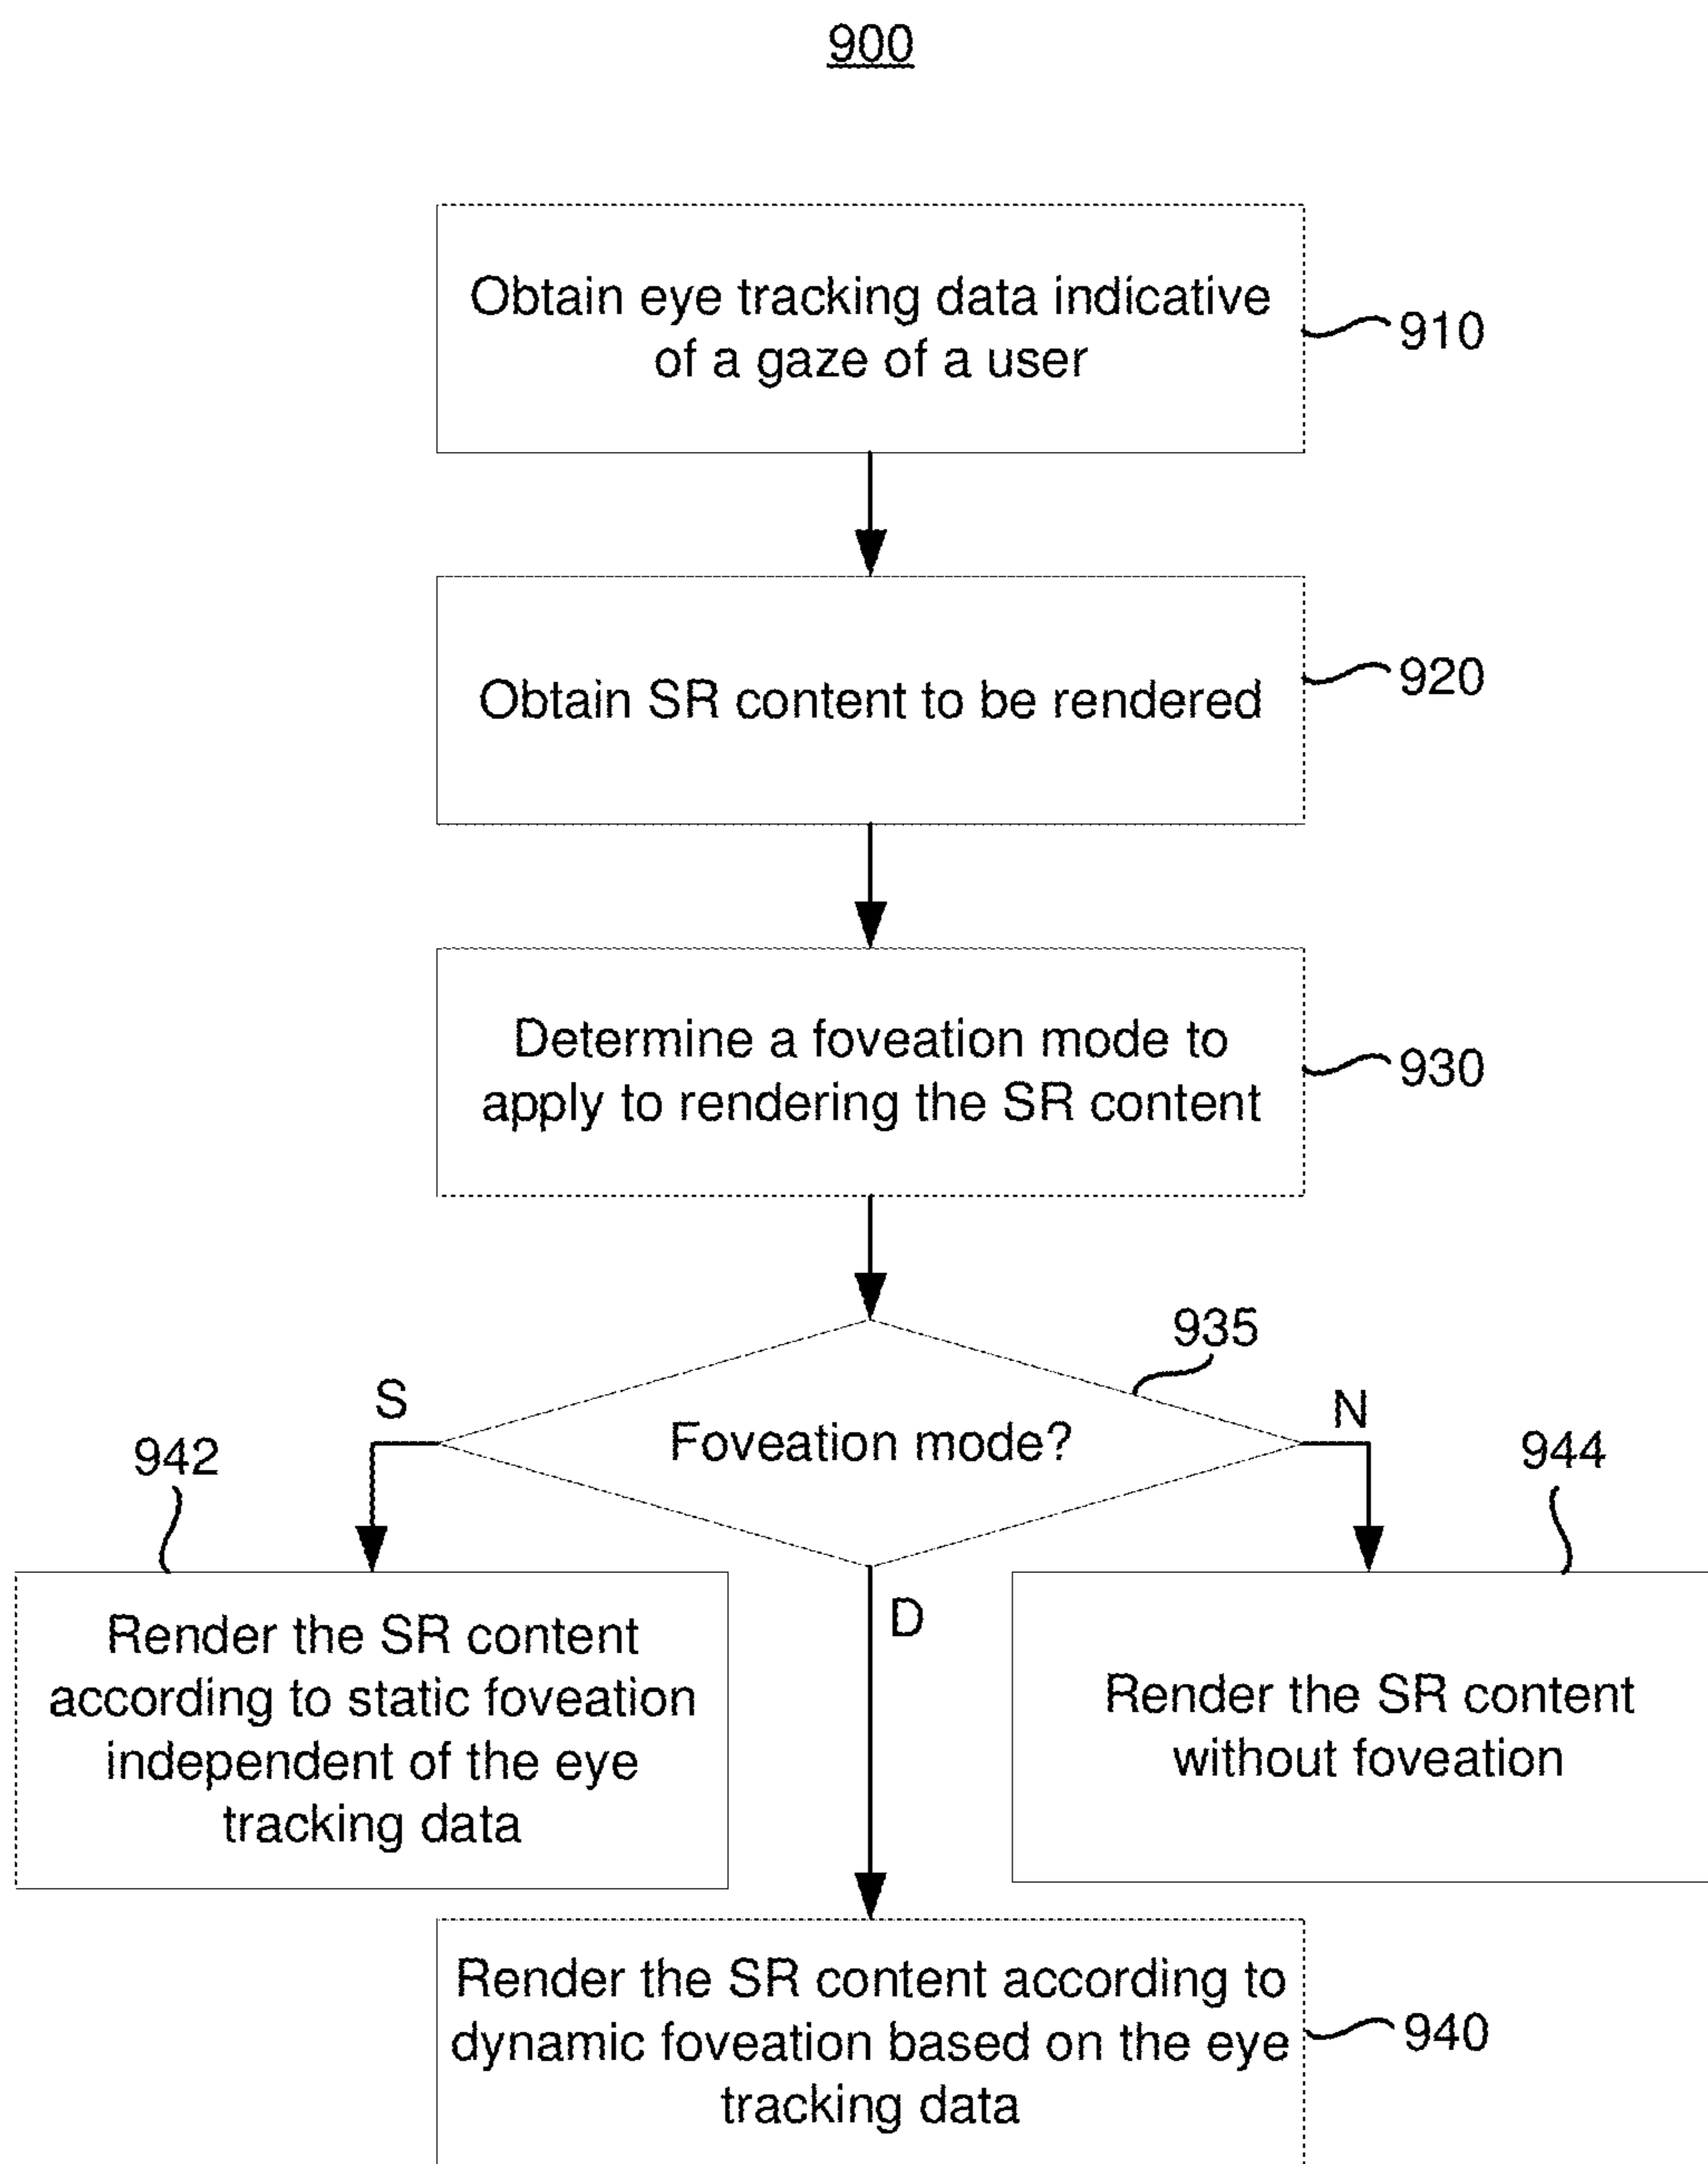 900
Obtain eye tracking data indicative
of a gaze of a user
910
Obtain SR content to be rendered
920
Determine a foveation mode to
apply to rendering the SR content
930
935
Foveation mode?
S
N
D
942
944
Render the SR content
according to static foveation
independent of the eye
tracking data
Render the SR content
without foveation
Render the SR content according to
dynamic foveation based on the eye
tracking data
940